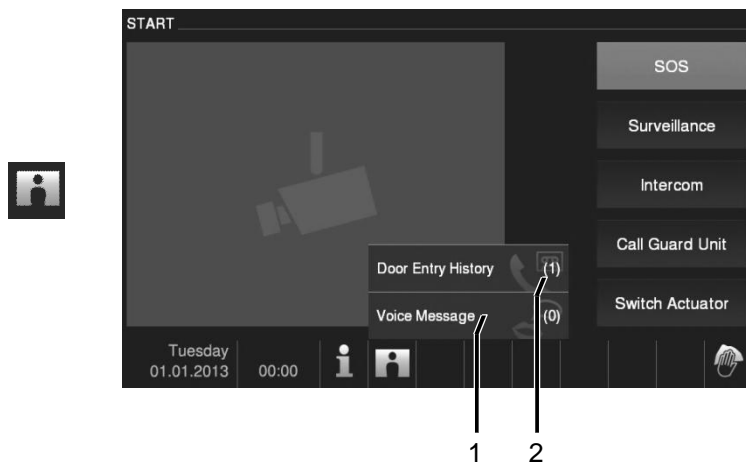 START
SOS
Surveillance
Intercom
Call Guard Unit
Switch Actuator
Door Entry History (1)
Voice Message (0)
Tuesday
01.01.2013 00:00
1 2